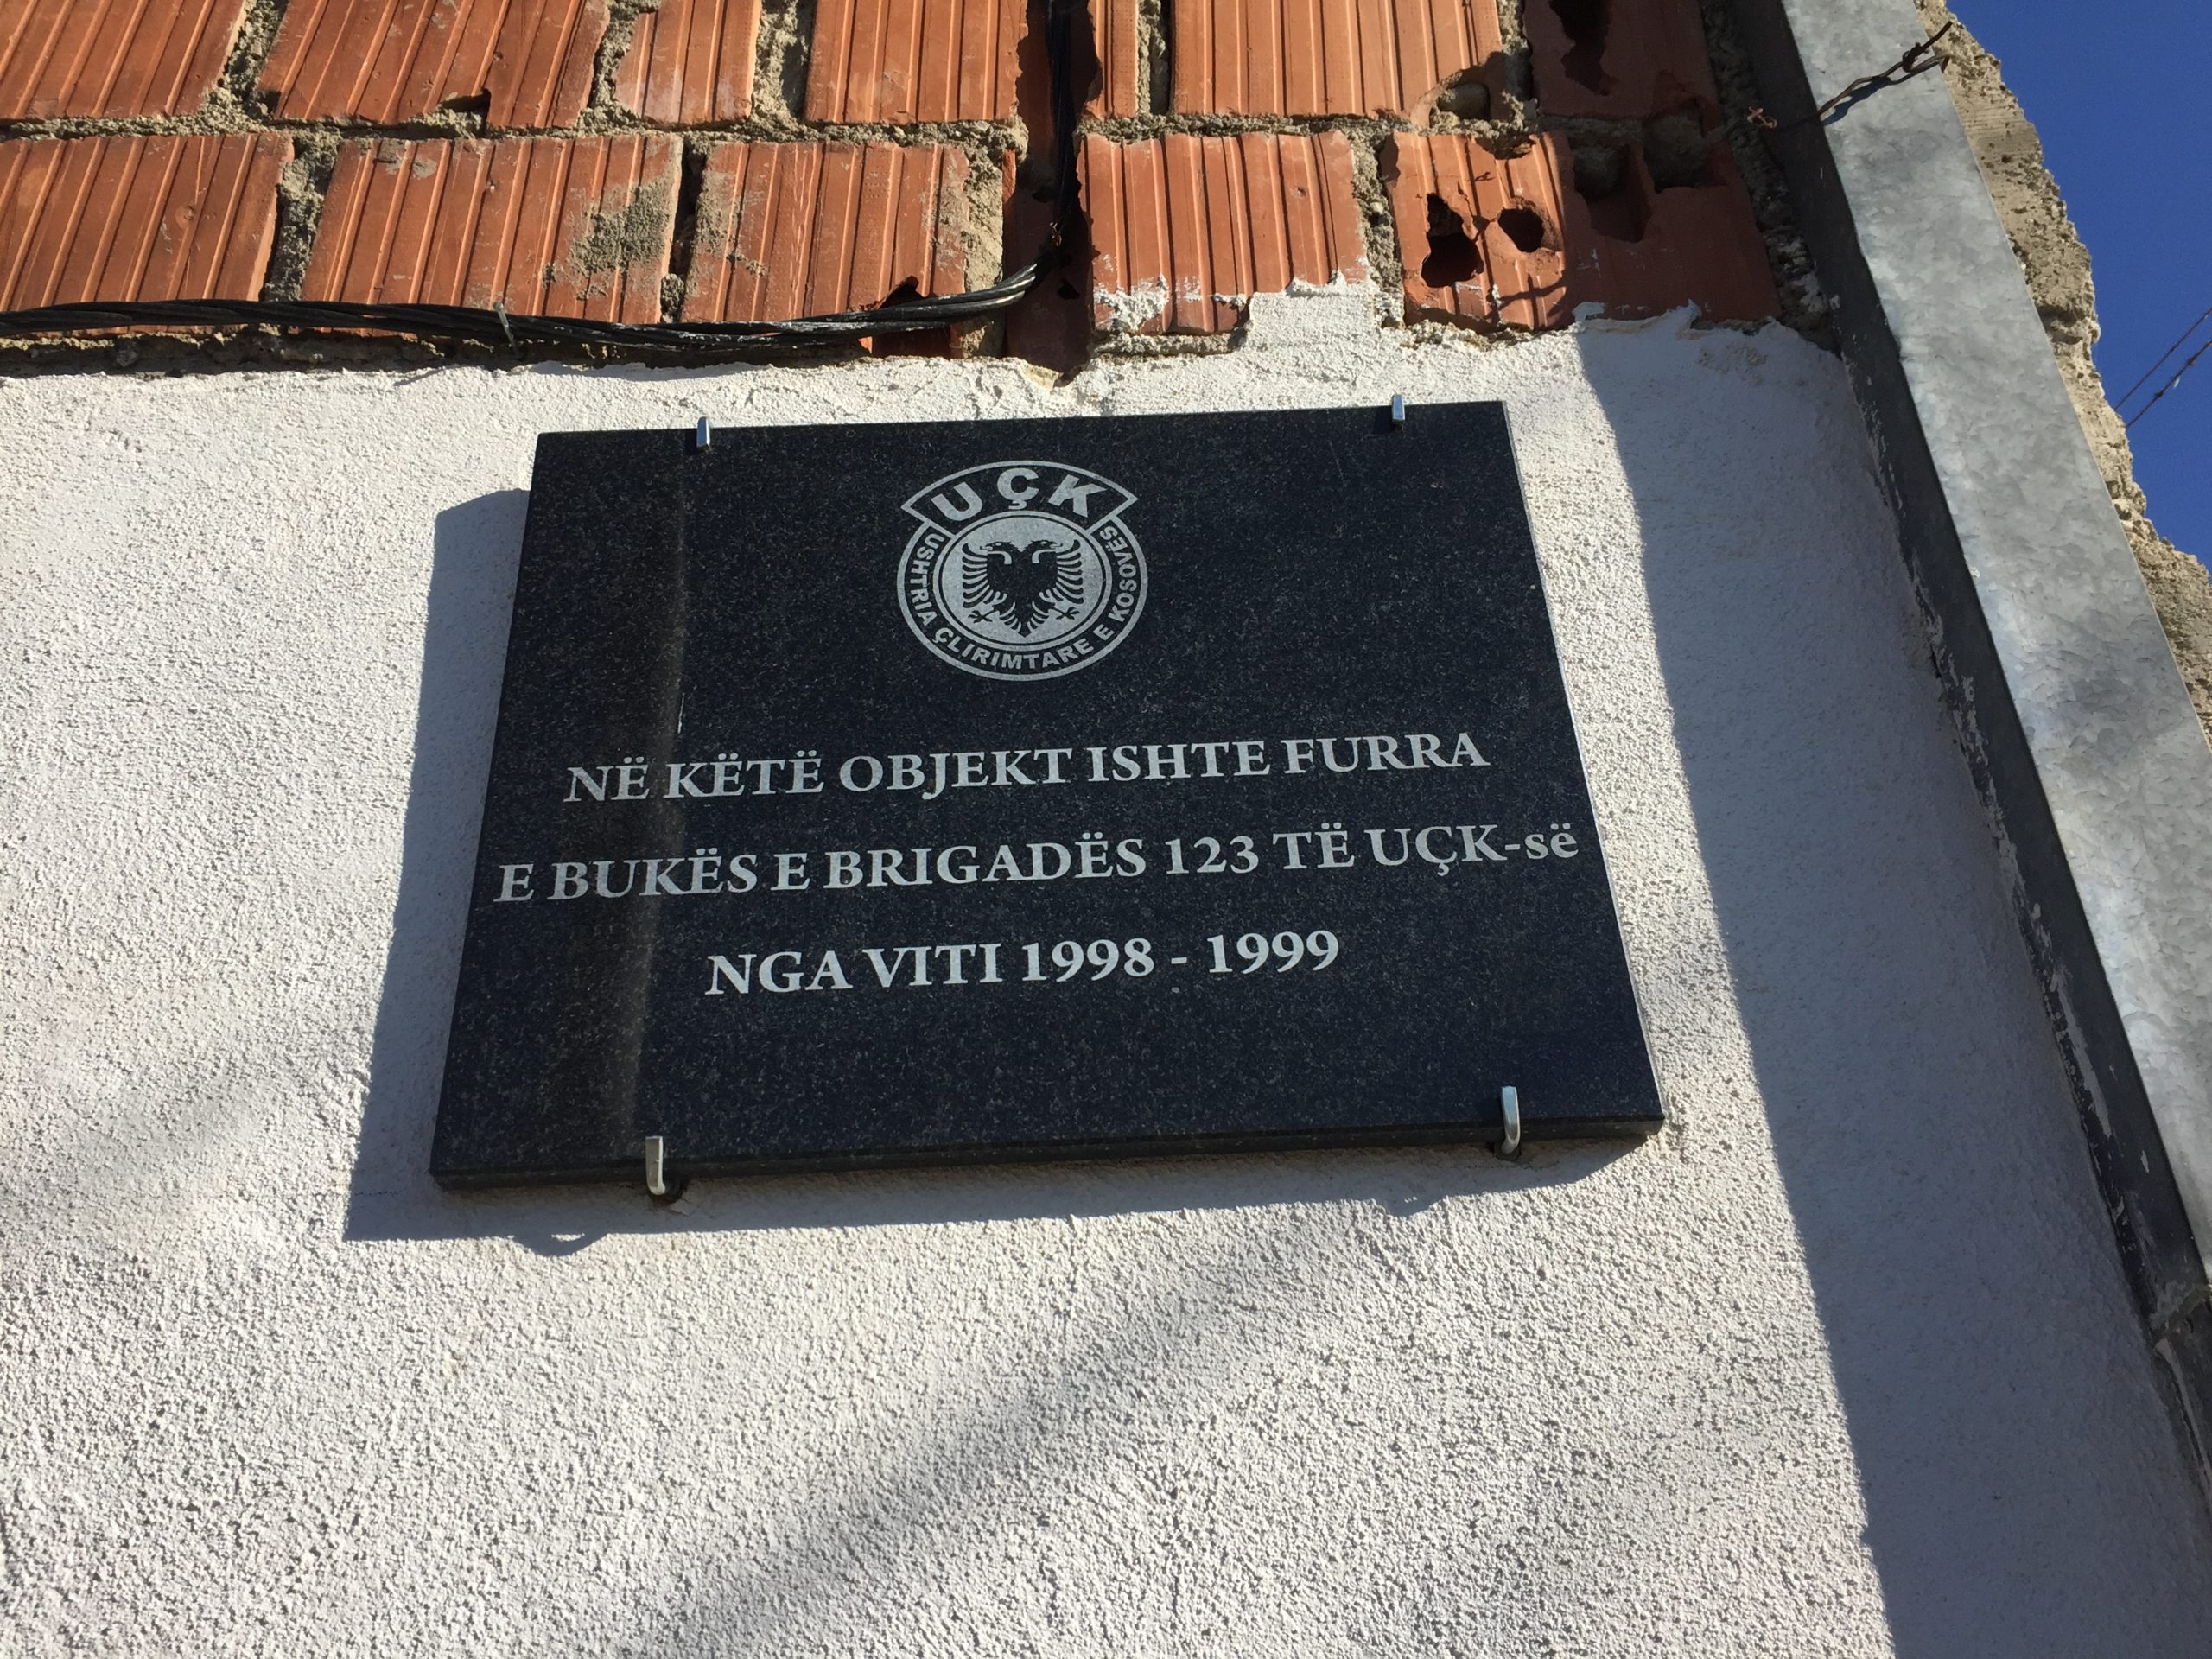 UÇK
USHTRIA ÇLIRIMTARE E KOSOVËS
NË KËTË OBJEKT ISHTE FURRA
E BUKËS E BRIGADËS 123 TË UÇK-së
NGA VITI 1998 - 1999